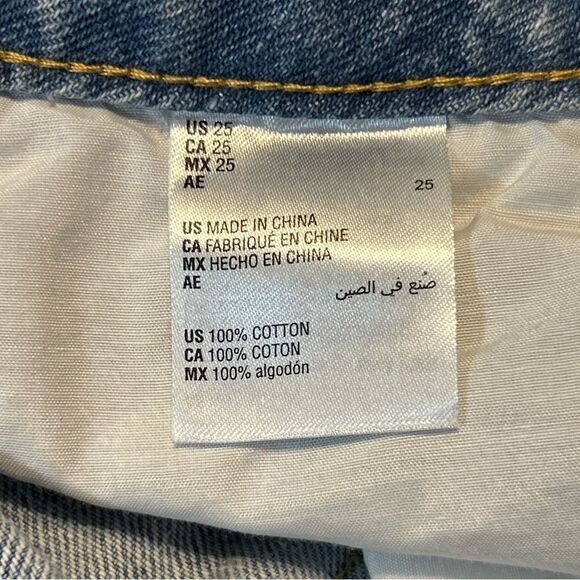 US 25
CA 25
MX 25
AE 25
US MADE IN CHINA
CA FABRIQUÉ EN CHINE
MX HECHO EN CHINA
AE صُنع في الصين
US 100% COTTON
CA 100% COTON
MX 100% algodón